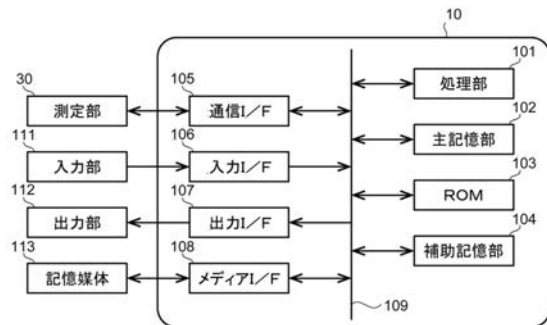 10
101
処理部
102
主記憶部
103
ROM
104
補助記憶部
30
測定部
105
通信I/F
111
入力部
106
入力I/F
112
出力部
107
出力I/F
113
記憶媒体
108
メディアI/F
109